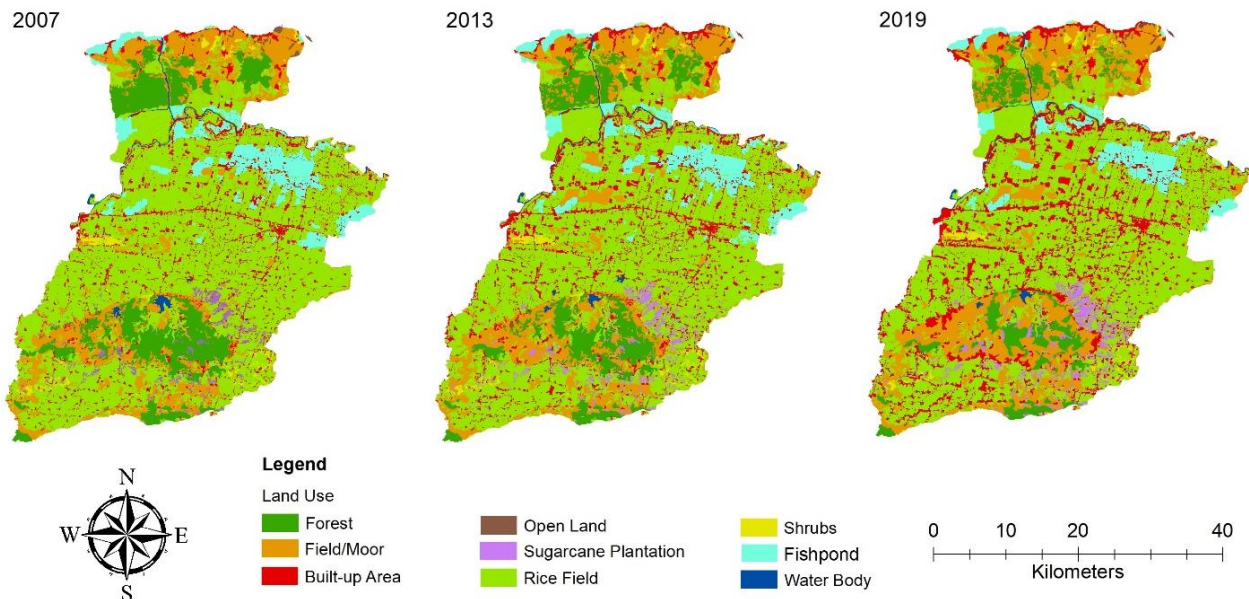 2007
2013
2019
N
W
E
S
Legend
Land Use
Forest
Field/Moor
Built-up Area
Open Land
Sugarcane Plantation
Rice Field
Shrubs
Fishpond
Water Body
0 10 20 40
Kilometers